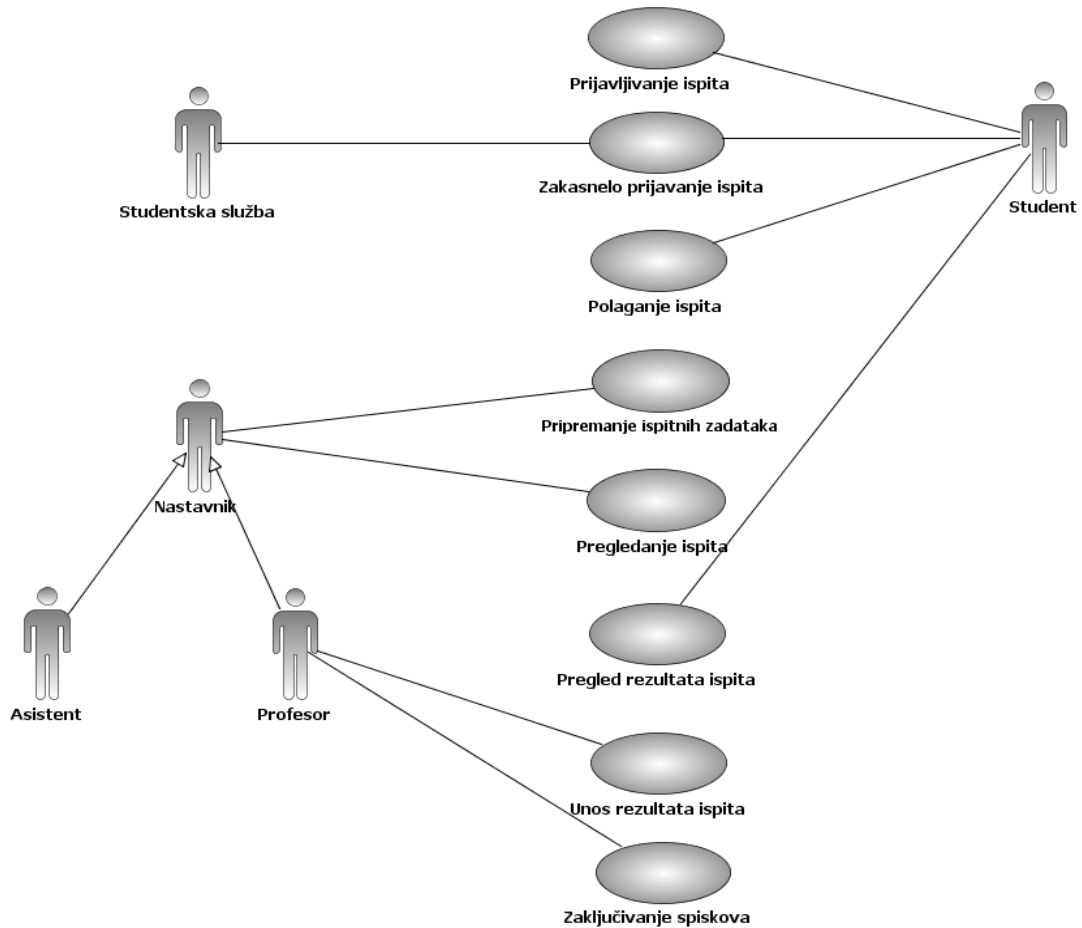 Prijavljivanje ispita
Studentska služba
Zakasnelo prijavanje ispita
Student
Polaganje ispita
Pripremanje ispitnih zadataka
Nastavnik
Pregledanje ispita
Pregled rezultata ispita
Asistent
Profesor
Unos rezultata ispita
Zaključivanje spiskova